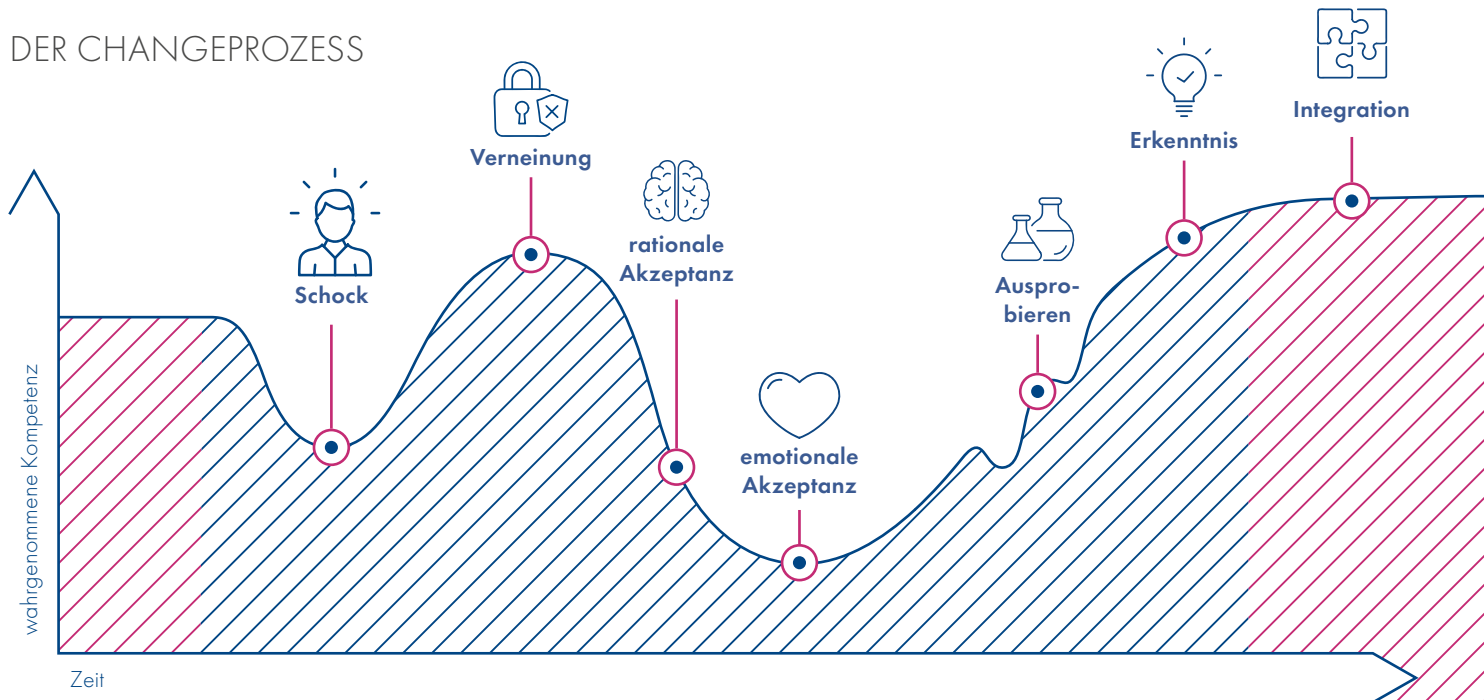 DER CHANGEPROZESS
Schock
Verneinung
rationale
Akzeptanz
emotionale
Akzeptanz
Auspro-
bieren
Erkenntnis
Integration
wahrgenommene Kompetenz
Zeit